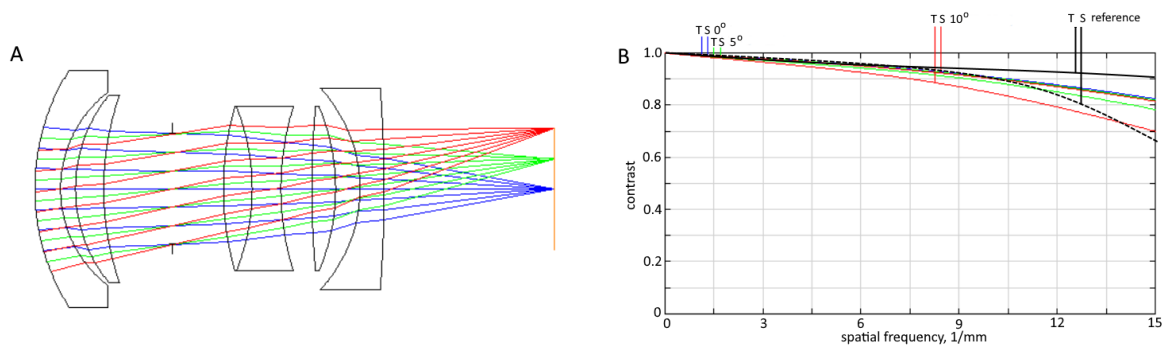 A
B
T S 0°
T S 5°
T S 10°
T S reference
1.0
0.8
0.6
0.4
0.2
0
contrast
0 3 6 9 12 15
spatial frequency, 1/mm